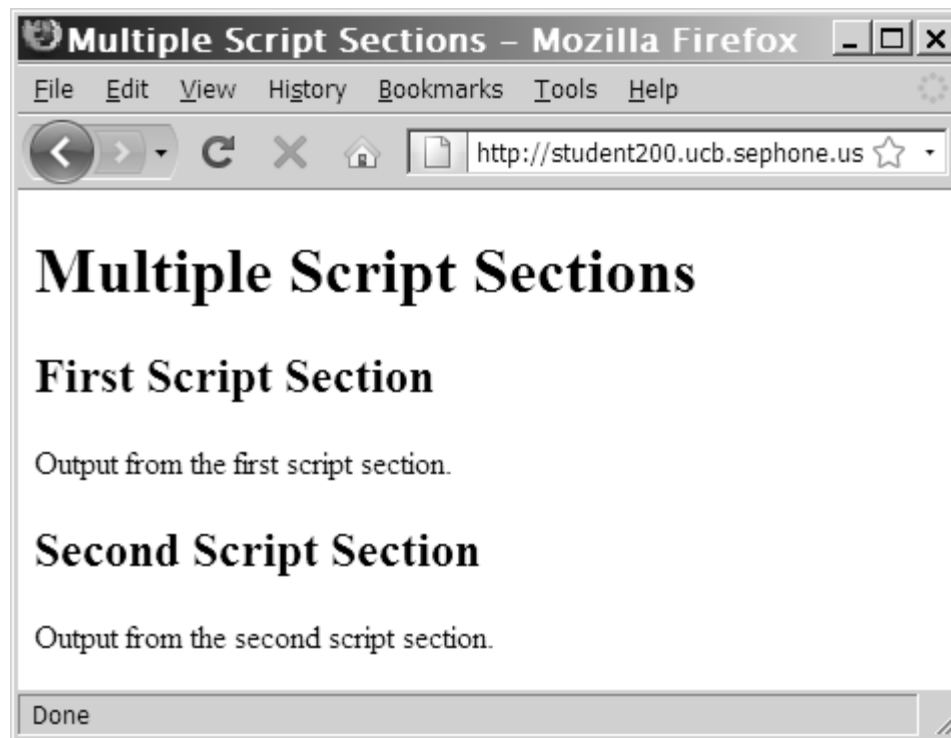 Multiple Script Sections – Mozilla Firefox
File Edit View History Bookmarks Tools Help
http://student200.ucb.sephone.us
Multiple Script Sections
First Script Section
Output from the first script section.
Second Script Section
Output from the second script section.
Done